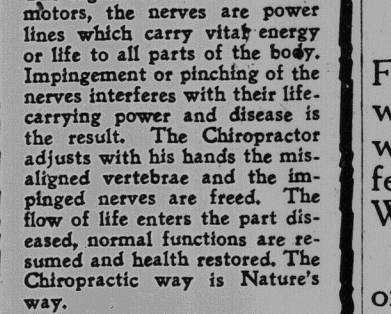 motors, the nerves are power
lines which carry vital energy
or life to all parts of the body.
Impingement or pinching of the
nerves interferes with their life-
carrying power and disease is
the result. The Chiropractor
adjusts with his hands the mis-
aligned vertebrae and the im-
pinged nerves are freed. The
flow of life enters the part dis-
eased, normal functions are re-
sumed and health restored. The
Chiropractic way is Nature's
way.
F
w
w
fe
W